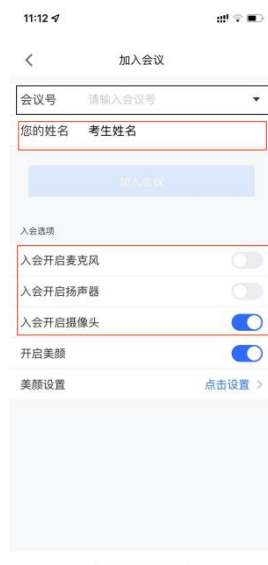 11:12
加入会议
会议号 请输入会议号
您的姓名 考生姓名
加入会议
入会选项
入会开启麦克风
入会开启扬声器
入会开启摄像头
开启美颜
美颜设置 点击设置